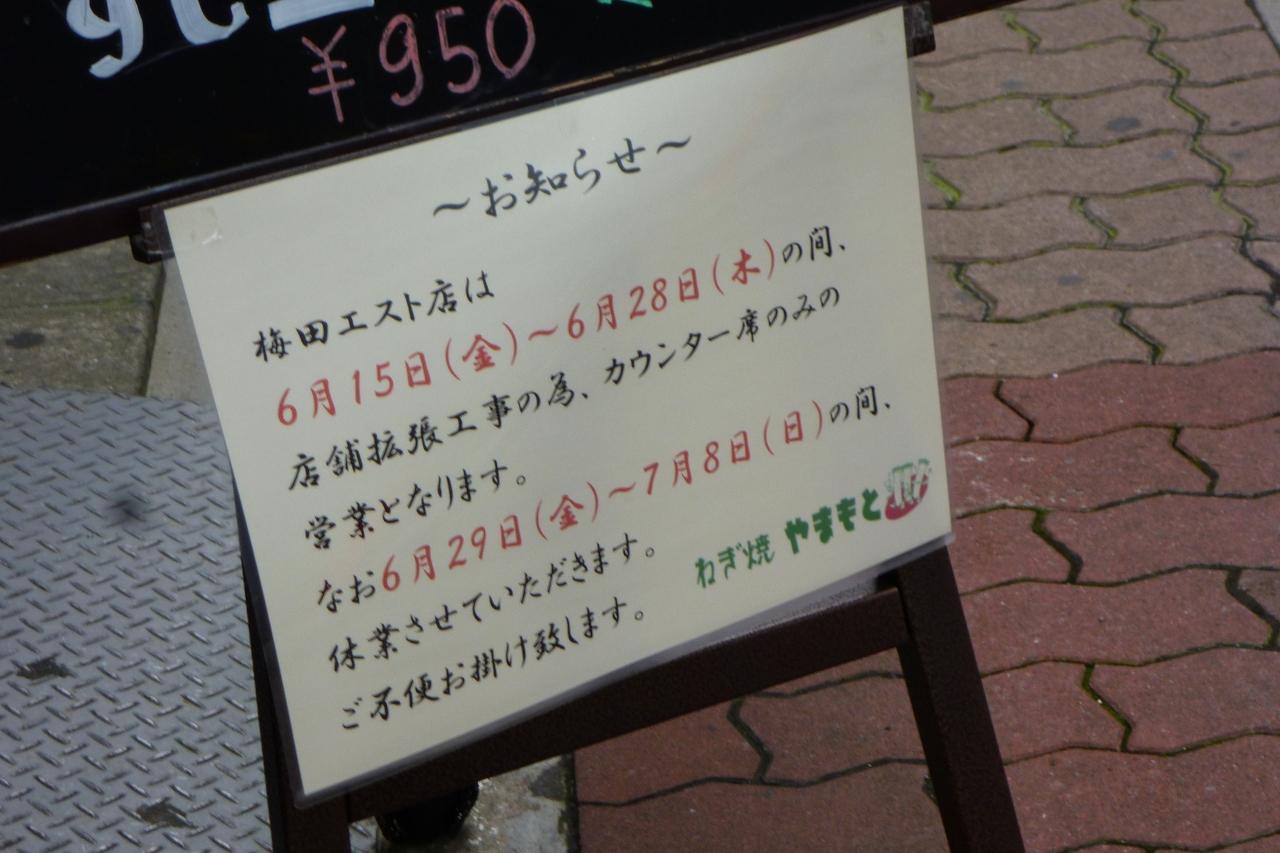 ¥950
～お知らせ～
梅田エスト店は
6月15日(金)～6月28日(木)の間、
店舗拡張工事の為、カウンター席のみの
営業となります。
なお6月29日(金)～7月8日(日)の間、
休業させていただきます。
ご不便お掛け致します。
ねぎ焼 やまもと